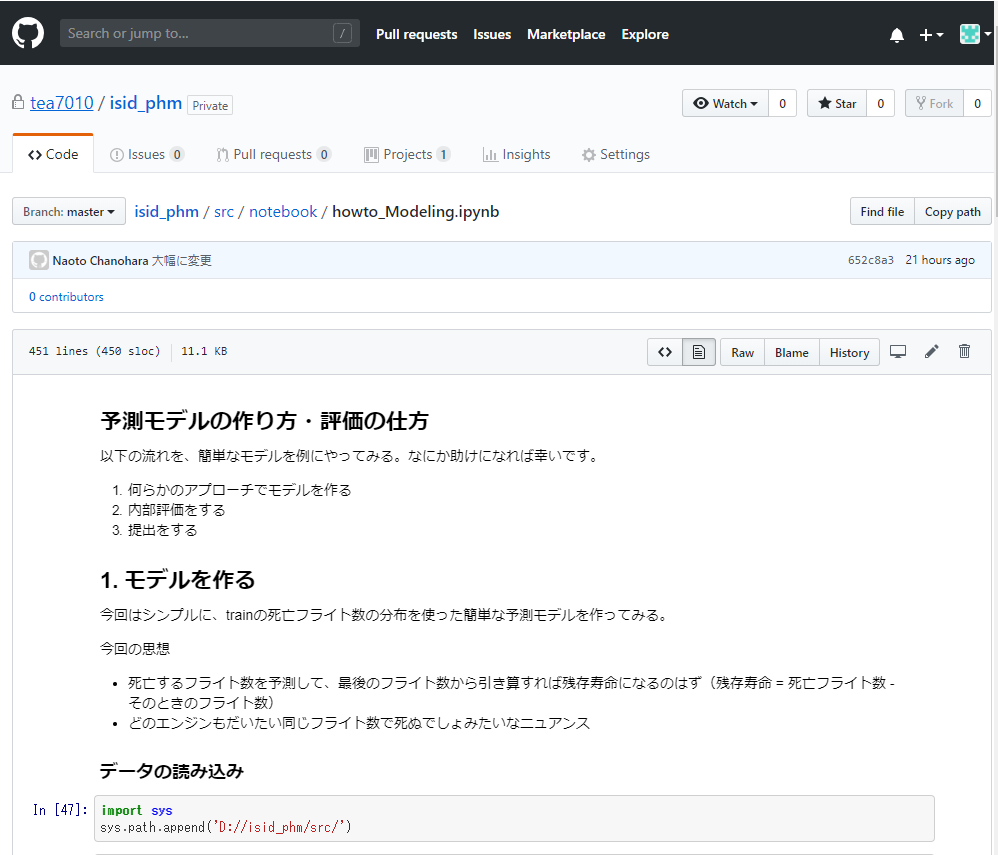 Search or jump to... / Pull requests Issues Marketplace Explore
tea7010 / isid_phm Private Watch 0 Star 0 Fork 0
Code Issues 0 Pull requests 0 Projects 1 Insights Settings
Branch: master isid_phm / src / notebook / howto_Modeling.ipynb Find file Copy path
Naoto Chanohara 大幅に変更 652c8a3 21 hours ago
0 contributors
451 lines (450 sloc) 11.1 KB <> Raw Blame History
予測モデルの作り方・評価の仕方
以下の流れを、簡単なモデルを例にやってみる。なにか助けになれば幸いです。
1. 何らかのアプローチでモデルを作る
2. 内部評価をする
3. 提出をする
1. モデルを作る
今回はシンプルに、trainの死亡フライト数の分布を使った簡単な予測モデルを作ってみる。
今回の思想
• 死亡するフライト数を予測して、最後のフライト数から引き算すれば残存寿命になるのはず（残存寿命 = 死亡フライト数 -
そのときのフライト数）
• どのエンジンもだいたい同じフライト数で死ぬでしょみたいなニュアンス
データの読み込み
In [47]: import sys
sys.path.append('D://isid_phm/src/')